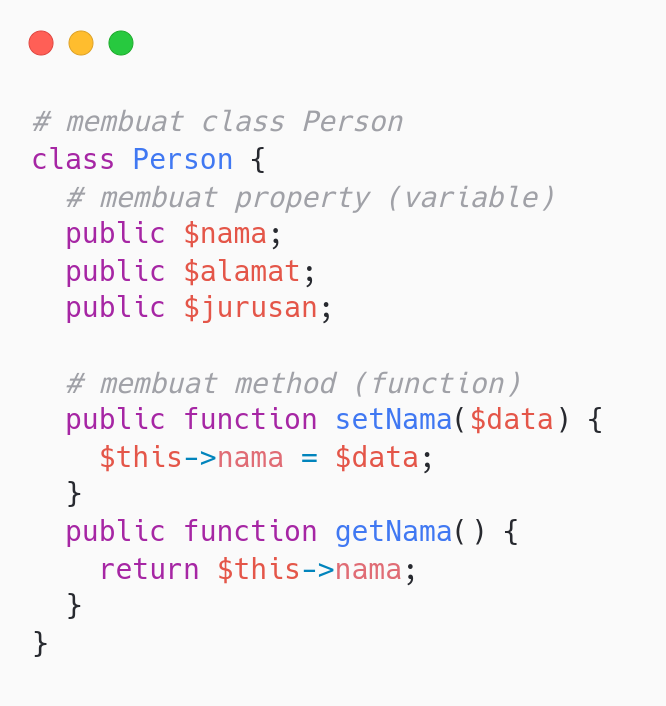 # membuat class Person
class Person {
  # membuat property (variable)
  public $nama;
  public $alamat;
  public $jurusan;

  # membuat method (function)
  public function setNama($data) {
    $this->nama = $data;
  }
  public function getNama() {
    return $this->nama;
  }
}